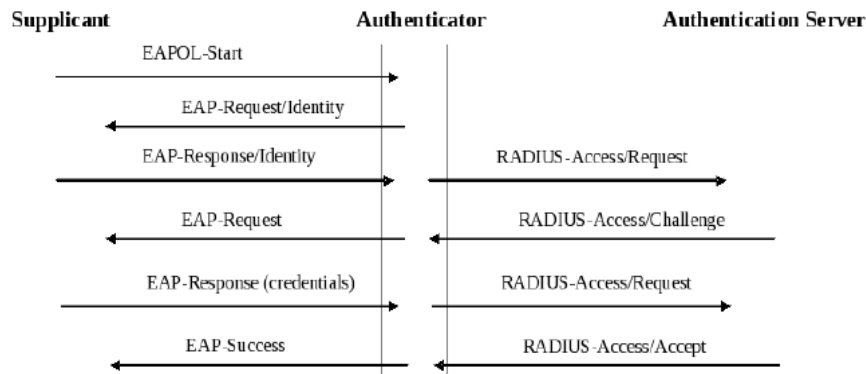 Supplicant Authenticator Authentication Server
EAPOL-Start
EAP-Request/Identity
EAP-Response/Identity RADIUS-Access/Request
EAP-Request RADIUS-Access/Challenge
EAP-Response (credentials) RADIUS-Access/Request
EAP-Success RADIUS-Access/Accept